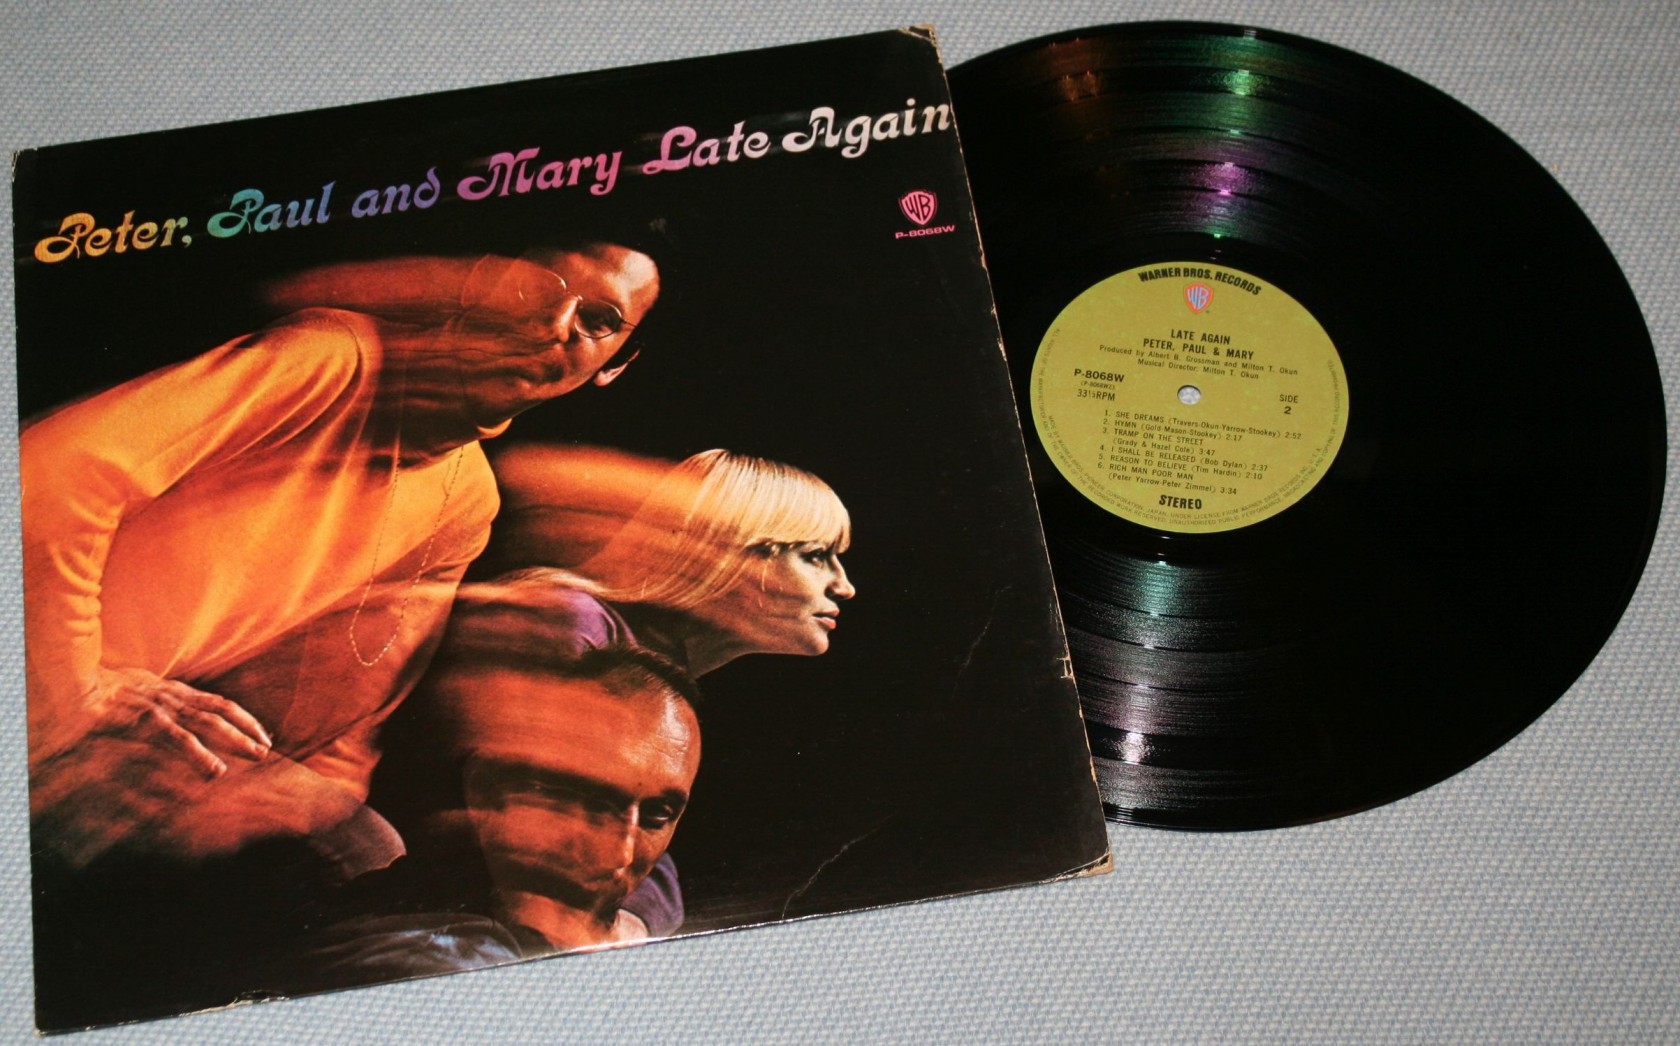 Peter, Paul and Mary Late Again
WB
P-8068W
WARNER BROS. RECORDS
WB
LATE AGAIN
PETER, PAUL & MARY
Produced by Albert B. Grossman and Milton T. Okun
Musical Director: Milton T. Okun
P-8068W
(P-8068W2)
33⅓RPM
SIDE
2
1. SHE DREAMS (Travers-Okun-Yarrow-Stookey) 2:52
2. HYMN (Gold-Mason-Stookey) 2:17
3. TRAMP ON THE STREET
(Grady & Hazel Cole) 3:47
4. I SHALL BE RELEASED (Bob Dylan) 2:37
5. REASON TO BELIEVE (Tim Hardin) 2:10
6. RICH MAN POOR MAN
(Peter Yarrow-Peter Zimmel) 3:34
STEREO